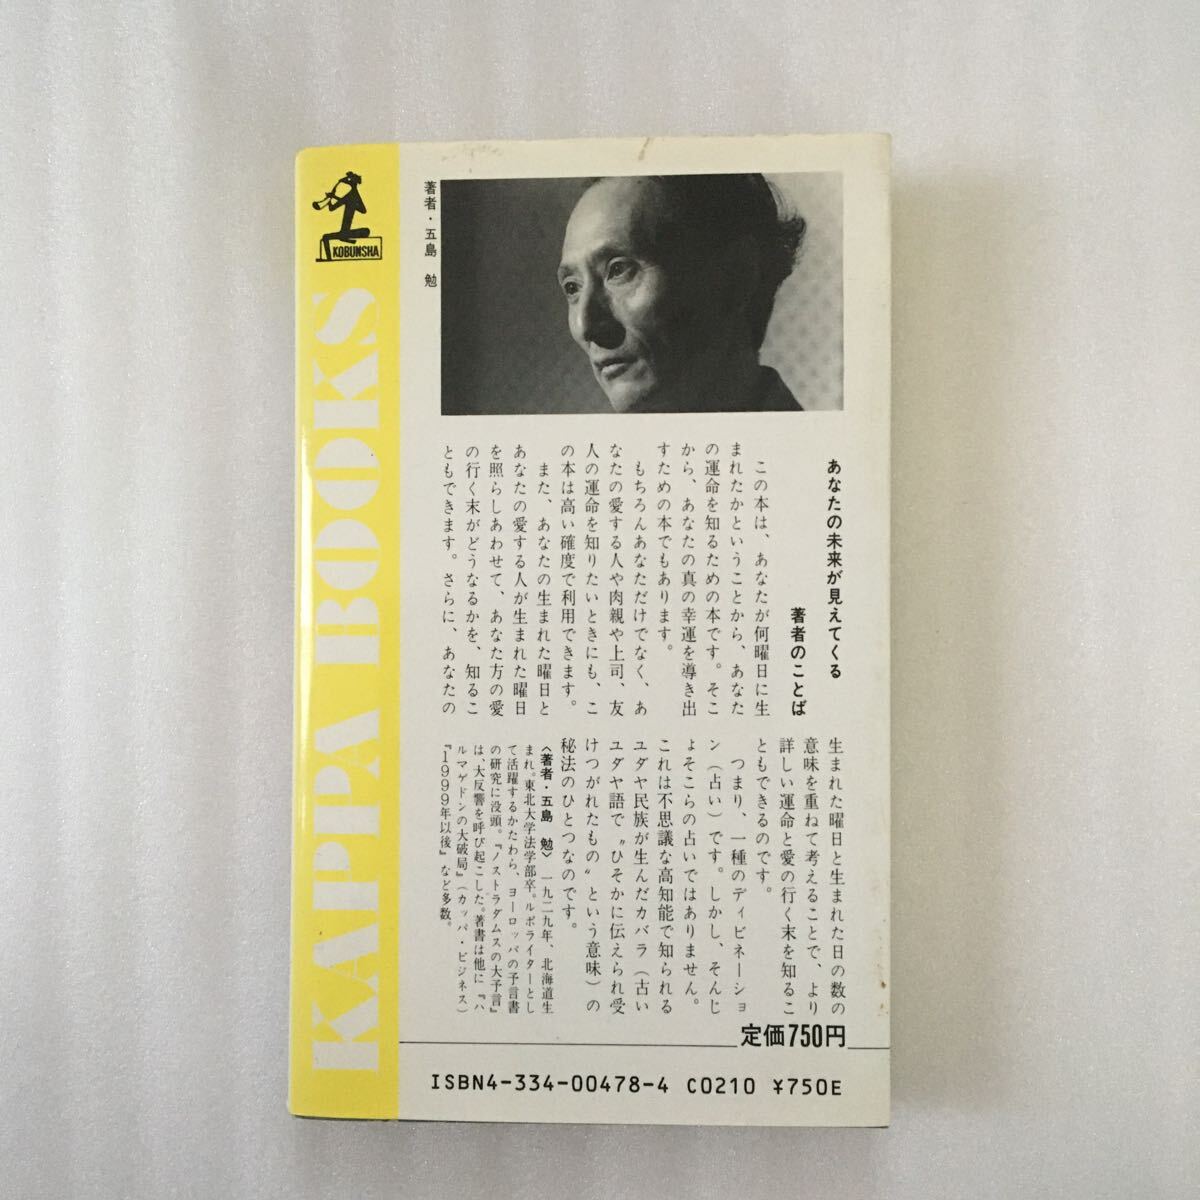 KOBUNSHA
KAPPA BOOKS
著者・五島 勉
あなたの未来が見えてくる
著者のことば
この本は、あなたが何曜日に生
まれたかということから、あなた
の運命を知るための本です。そこ
から、あなたの真の幸運を導き出
すための本でもあります。
もちろんあなただけでなく、あ
なたの愛する人や肉親や上司、友
人の運命を知りたいときにも、こ
の本は高い確度で利用できます。
また、あなたの生まれた曜日と
あなたの愛する人が生まれた曜日
を照らしあわせて、あなた方の愛
の行く末がどうなるかを、知るこ
ともできます。さらに、あなたの
生まれた曜日と生まれた日の数の
意味を重ねて考えることで、より
詳しい運命と愛の行く末を知るこ
ともできるのです。
つまり、一種のディビネーショ
ン（占い）です。しかし、そんじ
ょそこらの占いではありません。
これは不思議な高知能で知られる
ユダヤ民族が生んだカバラ（古い
ユダヤ語で〝ひそかに伝えられ受
けつがれたもの〟という意味）の
秘法のひとつなのです。
〈著者・五島 勉〉 一九二九年、北海道生
まれ。東北大学法学部卒。ルポライターとし
て活躍するかたわら、ヨーロッパの予言書
の研究に没頭。『ノストラダムスの大予言』
は、大反響を呼び起こした。著書は他に『ハ
ルマゲドンの大破局』（カッパ・ビジネス）
『1999年以後』など多数。
定価750円
ISBN4-334-00478-4 C0210 ¥750E